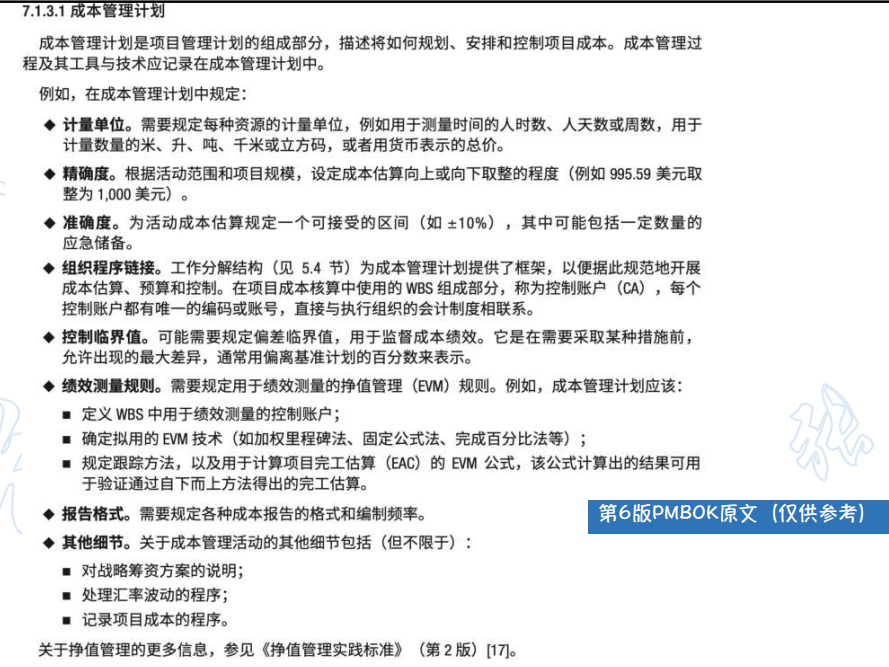 7.1.3.1 成本管理计划
成本管理计划是项目管理计划的组成部分，描述将如何规划、安排和控制项目成本。成本管理过
程及其工具与技术应记录在成本管理计划中。
例如，在成本管理计划中规定：
◆ 计量单位。需要规定每种资源的计量单位，例如用于测量时间的人时数、人天数或周数，用于
计量数量的米、升、吨、千米或立方码，或者用货币表示的总价。
◆ 精确度。根据活动范围和项目规模，设定成本估算向上或向下取整的程度（例如 995.59 美元取
整为 1,000 美元）。
◆ 准确度。为活动成本估算规定一个可接受的区间（如 ±10%），其中可能包括一定数量的
应急储备。
◆ 组织程序链接。工作分解结构（见 5.4 节）为成本管理计划提供了框架，以便据此规范地开展
成本估算、预算和控制。在项目成本核算中使用的 WBS 组成部分，称为控制账户（CA），每个
控制账户都有唯一的编码或账号，直接与执行组织的会计制度相联系。
◆ 控制临界值。可能需要规定偏差临界值，用于监督成本绩效。它是在需要采取某种措施前，
允许出现的最大差异，通常用偏离基准计划的百分数来表示。
◆ 绩效测量规则。需要规定用于绩效测量的挣值管理（EVM）规则。例如，成本管理计划应该：
■ 定义 WBS 中用于绩效测量的控制账户；
■ 确定拟用的 EVM 技术（如加权里程碑法、固定公式法、完成百分比法等）；
■ 规定跟踪方法，以及用于计算项目完工估算（EAC）的 EVM 公式，该公式计算出的结果可用
于验证通过自下而上方法得出的完工估算。
◆ 报告格式。需要规定各种成本报告的格式和编制频率。
第6版PMBOK原文（仅供参考）
◆ 其他细节。关于成本管理活动的其他细节包括（但不限于）：
■ 对战略筹资方案的说明；
■ 处理汇率波动的程序；
■ 记录项目成本的程序。
关于挣值管理的更多信息，参见《挣值管理实践标准》（第 2 版）[17]。